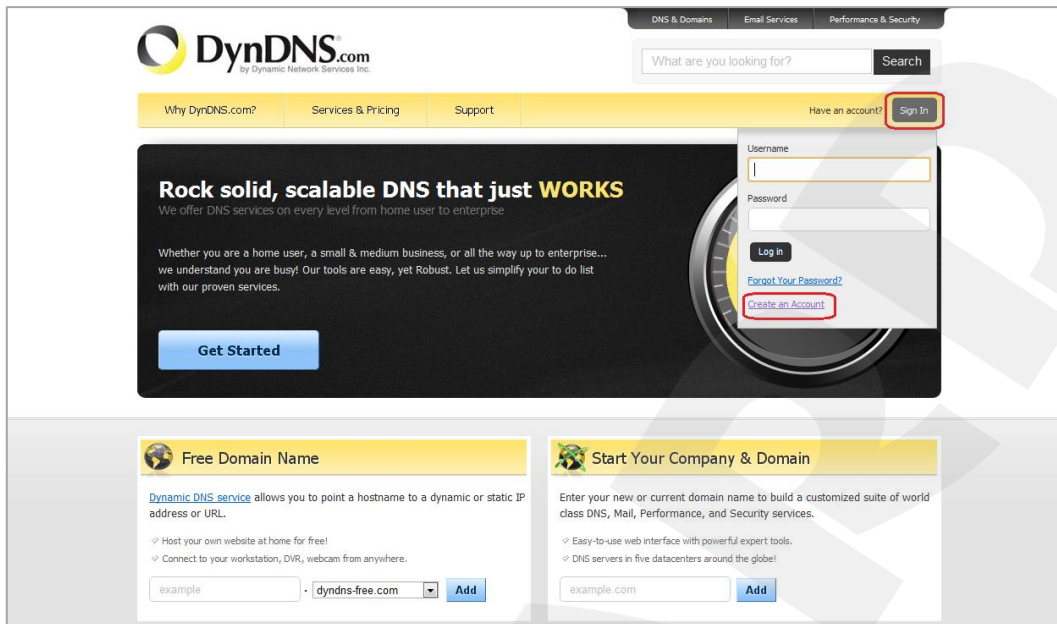 DNS & Domains
Email Services
Performance & Security
DynDNS.com
by Dynamic Network Services Inc.
What are you looking for?
Search
Why DynDNS.com?
Services & Pricing
Support
Have an account?
Sign In
Username
Password
Log in
Forgot Your Password?
Create an Account
Rock solid, scalable DNS that just WORKS
We offer DNS services on every level from home user to enterprise
Whether you are a home user, a small & medium business, or all the way up to enterprise...
we understand you are busy! Our tools are easy, yet Robust. Let us simplify your to do list
with our proven services.
Get Started
Free Domain Name
Dynamic DNS service allows you to point a hostname to a dynamic or static IP
address or URL.
Host your own website at home for free!
Connect to your workstation, DVR, webcam from anywhere.
example
. dyndns-free.com
Add
Start Your Company & Domain
Enter your new or current domain name to build a customized suite of world
class DNS, Mail, Performance, and Security services.
Easy-to-use web interface with powerful expert tools.
DNS servers in five datacenters around the globe!
example.com
Add